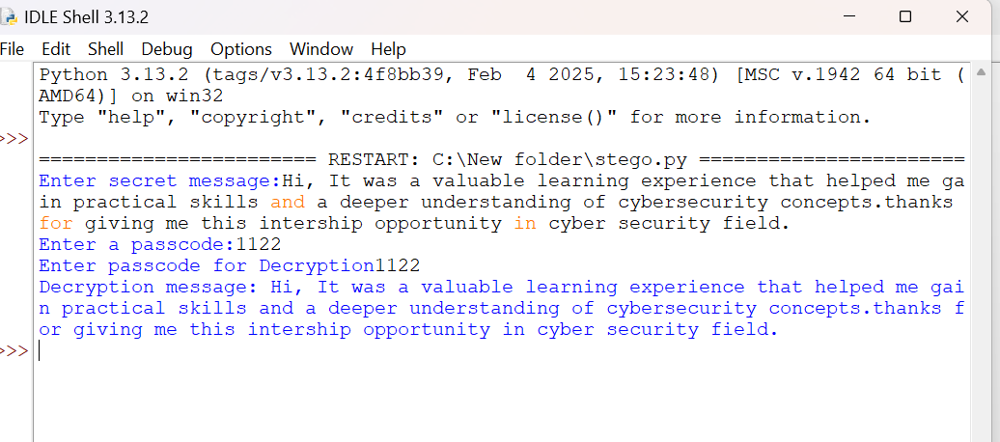 IDLE Shell 3.13.2
File Edit Shell Debug Options Window Help
Python 3.13.2 (tags/v3.13.2:4f8bb39, Feb  4 2025, 15:23:48) [MSC v.1942 64 bit (
AMD64)] on win32
Type "help", "copyright", "credits" or "license()" for more information.
>>>
======================== RESTART: C:\New folder\stego.py =======================
Enter secret message:Hi, It was a valuable learning experience that helped me ga
in practical skills and a deeper understanding of cybersecurity concepts.thanks
for giving me this intership opportunity in cyber security field.
Enter a passcode:1122
Enter passcode for Decryption1122
Decryption message: Hi, It was a valuable learning experience that helped me gai
n practical skills and a deeper understanding of cybersecurity concepts.thanks f
or giving me this intership opportunity in cyber security field.
>>>